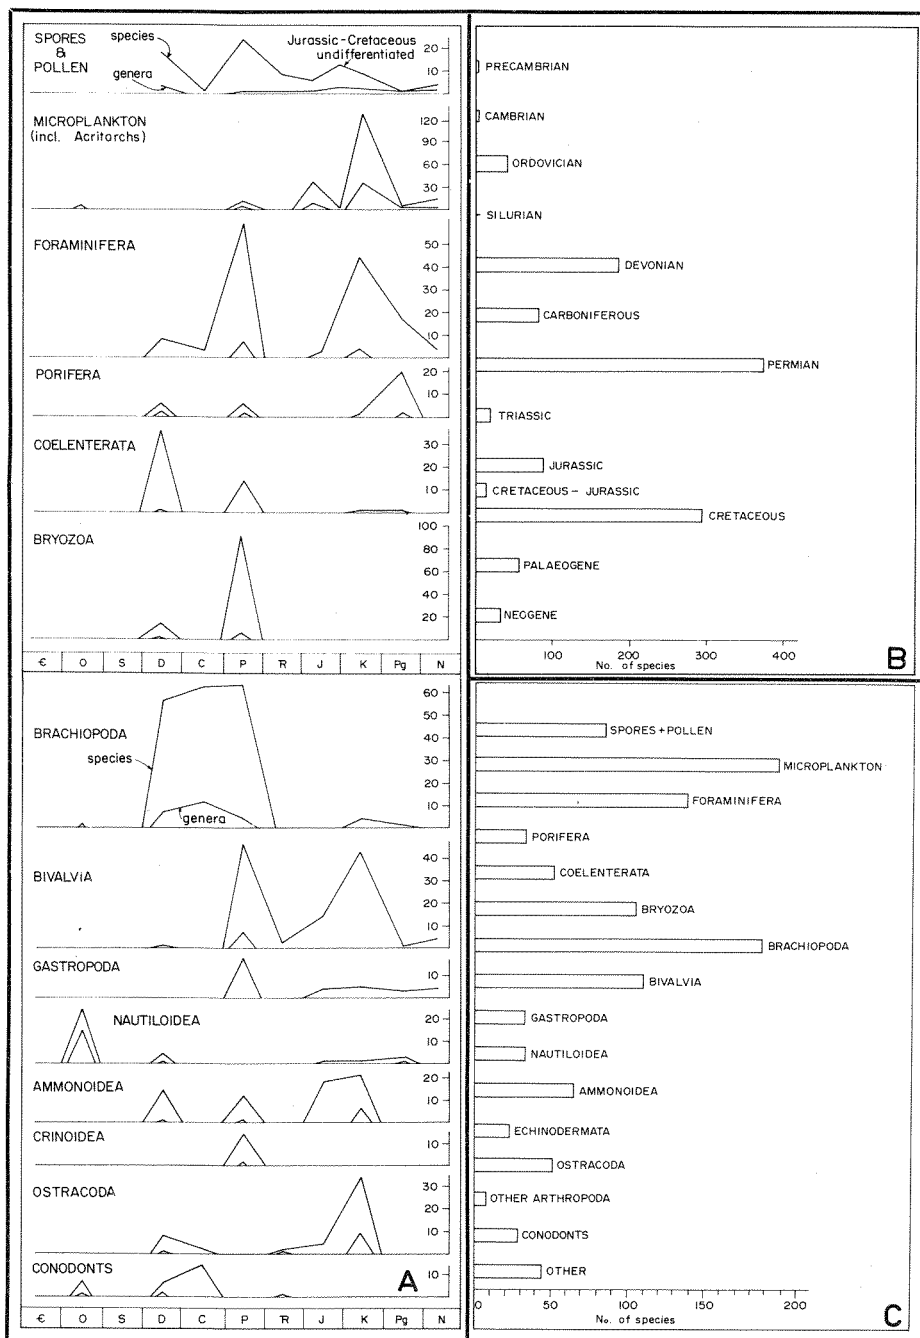 SPORES
&
POLLEN
species
genera
Jurassic-Cretaceous
undifferentiated
20
10
MICROPLANKTON
(incl. Acritarchs)
120
90
60
30
FORAMINIFERA
50
40
30
20
10
PORIFERA
20
10
COELENTERATA
30
20
10
BRYOZOA
100
80
60
40
20
Є O S D C P Ꞧ J K Pg N
BRACHIOPODA
species
genera
60
50
40
30
20
10
BIVALVIA
40
30
20
10
GASTROPODA
10
NAUTILOIDEA
20
10
AMMONOIDEA
20
10
CRINOIDEA
10
OSTRACODA
30
20
10
CONODONTS
10
A
Є O S D C P Ꞧ J K Pg N
PRECAMBRIAN
CAMBRIAN
ORDOVICIAN
SILURIAN
DEVONIAN
CARBONIFEROUS
PERMIAN
TRIASSIC
JURASSIC
CRETACEOUS – JURASSIC
CRETACEOUS
PALAEOGENE
NEOGENE
100 200 300 400
No. of species
B
SPORES + POLLEN
MICROPLANKTON
FORAMINIFERA
PORIFERA
COELENTERATA
BRYOZOA
BRACHIOPODA
BIVALVIA
GASTROPODA
NAUTILOIDEA
AMMONOIDEA
ECHINODERMATA
OSTRACODA
OTHER ARTHROPODA
CONODONTS
OTHER
0 50 100 150 200
No. of species
C